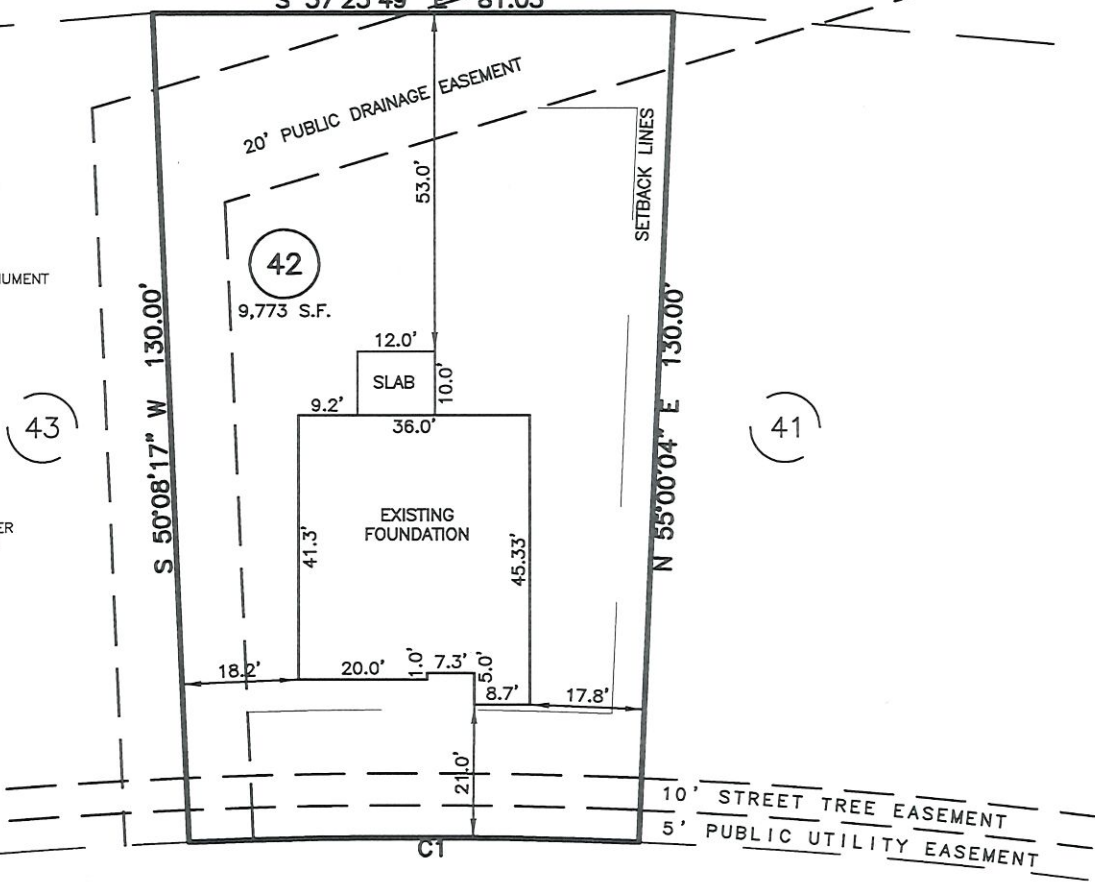 81.03'
20' PUBLIC DRAINAGE EASEMENT
53.0'
SETBACK LINES
42
9,773 S.F.
S 50°08'17" W 130.00'
N 55°00'04" E 130.00'
12.0'
SLAB
10.0'
9.2'
36.0'
43
41
EXISTING
FOUNDATION
41.3'
45.33'
18.2'
20.0'
1.0'
7.3'
5.0'
8.7'
17.8'
21.0'
10' STREET TREE EASEMENT
5' PUBLIC UTILITY EASEMENT
C1